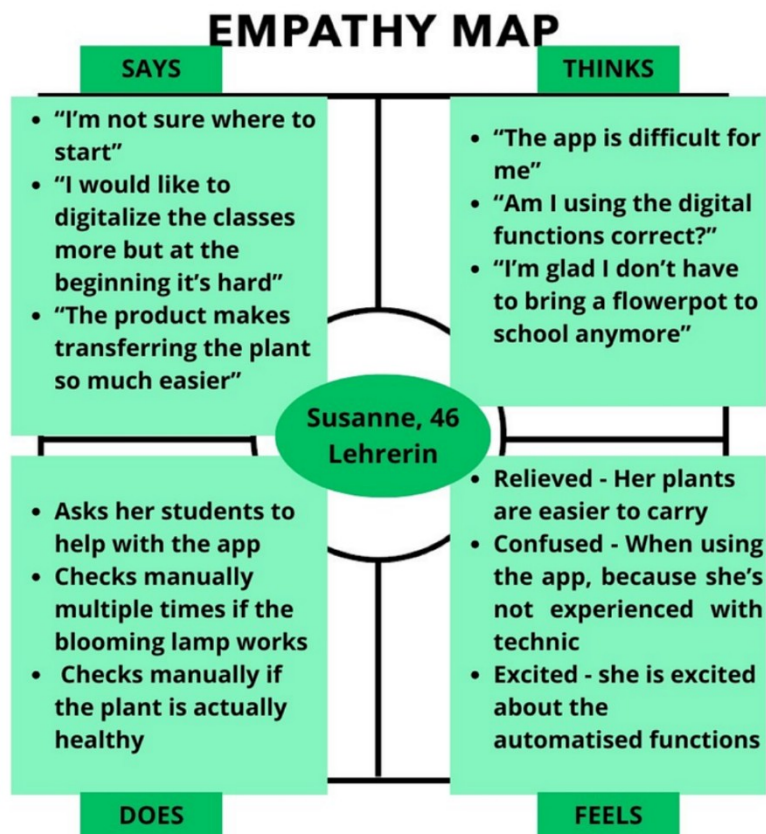 EMPATHY MAP
SAYS
• “I’m not sure where to
start”
• “I would like to
digitalize the classes
more but at the
beginning it’s hard”
• “The product makes
transferring the plant
so much easier”
THINKS
• “The app is difficult for
me”
• “Am I using the digital
functions correct?”
• “I’m glad I don’t have
to bring a flowerpot to
school anymore”
Susanne, 46
Lehrerin
• Asks her students to
help with the app
• Checks manually
multiple times if the
blooming lamp works
• Checks manually if
the plant is actually
healthy
DOES
• Relieved - Her plants
are easier to carry
• Confused - When using
the app, because she’s
not experienced with
technic
• Excited - she is excited
about the
automatised functions
FEELS